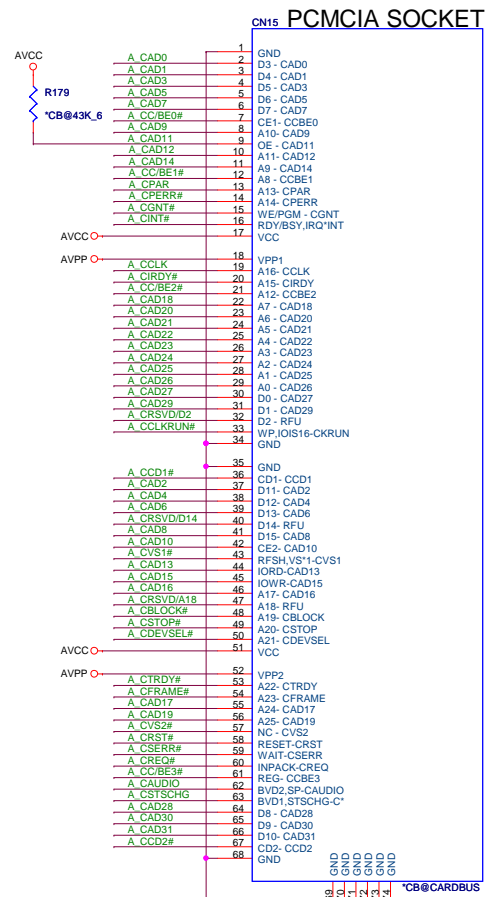 CN15 PCMCIA SOCKET
AVCC
R179
*CB@43K_6
1 GND
A_CAD0 2 D3 - CAD0
A_CAD1 3 D4 - CAD1
A_CAD3 4 D5 - CAD3
A_CAD5 5 D6 - CAD5
A_CAD7 6 D7 - CAD7
A_CC/BE0# 7 CE1- CCBE0
A_CAD9 8 A10- CAD9
A_CAD11 9 OE - CAD11
A_CAD12 10 A11- CAD12
A_CAD14 11 A9 - CAD14
A_CC/BE1# 12 A8 - CCBE1
A_CPAR 13 A13- CPAR
A_CPERR# 14 A14- CPERR
A_CGNT# 15 WE/PGM - CGNT
A_CINT# 16 RDY/BSY,IRQ*INT
AVCC 17 VCC
AVPP 18 VPP1
A_CCLK 19 A16- CCLK
A_CIRDY# 20 A15- CIRDY
A_CC/BE2# 21 A12- CCBE2
A_CAD18 22 A7 - CAD18
A_CAD20 23 A6 - CAD20
A_CAD21 24 A5 - CAD21
A_CAD22 25 A4 - CAD22
A_CAD23 26 A3 - CAD23
A_CAD24 27 A2 - CAD24
A_CAD25 28 A1 - CAD25
A_CAD26 29 A0 - CAD26
A_CAD27 30 D0 - CAD27
A_CAD29 31 D1 - CAD29
A_CRSVD/D2 32 D2 - RFU
A_CCLKRUN# 33 WP,IOIS16-CKRUN
34 GND
35 GND
A_CCD1# 36 CD1- CCD1
A_CAD2 37 D11- CAD2
A_CAD4 38 D12- CAD4
A_CAD6 39 D13- CAD6
A_CRSVD/D14 40 D14- RFU
A_CAD8 41 D15- CAD8
A_CAD10 42 CE2- CAD10
A_CVS1# 43 RFSH,VS*1-CVS1
A_CAD13 44 IORD-CAD13
A_CAD15 45 IOWR-CAD15
A_CAD16 46 A17- CAD16
A_CRSVD/A18 47 A18- RFU
A_CBLOCK# 48 A19- CBLOCK
A_CSTOP# 49 A20- CSTOP
A_CDEVSEL# 50 A21- CDEVSEL
AVCC 51 VCC
AVPP 52 VPP2
A_CTRDY# 53 A22- CTRDY
A_CFRAME# 54 A23- CFRAME
A_CAD17 55 A24- CAD17
A_CAD19 56 A25- CAD19
A_CVS2# 57 NC - CVS2
A_CRST# 58 RESET-CRST
A_CSERR# 59 WAIT-CSERR
A_CREQ# 60 INPACK-CREQ
A_CC/BE3# 61 REG- CCBE3
A_CAUDIO 62 BVD2,SP-CAUDIO
A_CSTSCHG 63 BVD1,STSCHG-C*
A_CAD28 64 D8 - CAD28
A_CAD30 65 D9 - CAD30
A_CAD31 66 D10- CAD31
A_CCD2# 67 CD2- CCD2
68 GND
GND GND GND GND GND GND
*CB@CARDBUS